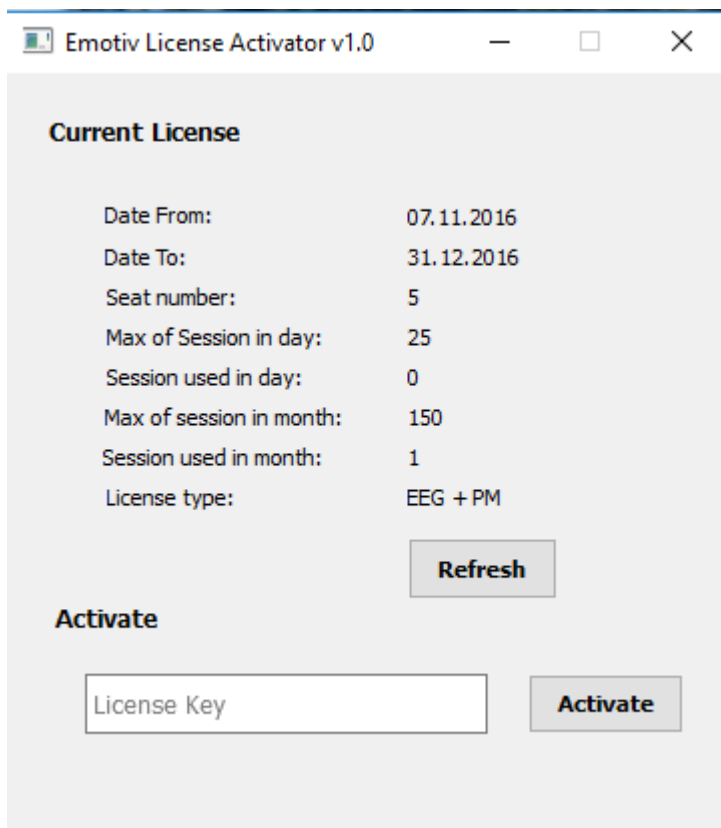 Emotiv License Activator v1.0
Current License
Date From: 07.11.2016
Date To: 31.12.2016
Seat number: 5
Max of Session in day: 25
Session used in day: 0
Max of session in month: 150
Session used in month: 1
License type: EEG + PM
Refresh
Activate
License Key Activate